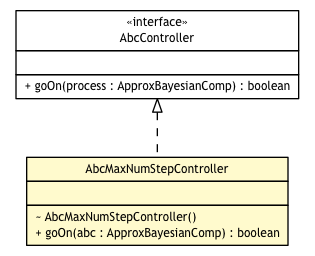 «interface»
AbcController
+ goOn(process : ApproxBayesianComp) : boolean
AbcMaxNumStepController
~ AbcMaxNumStepController()
+ goOn(abc : ApproxBayesianComp) : boolean